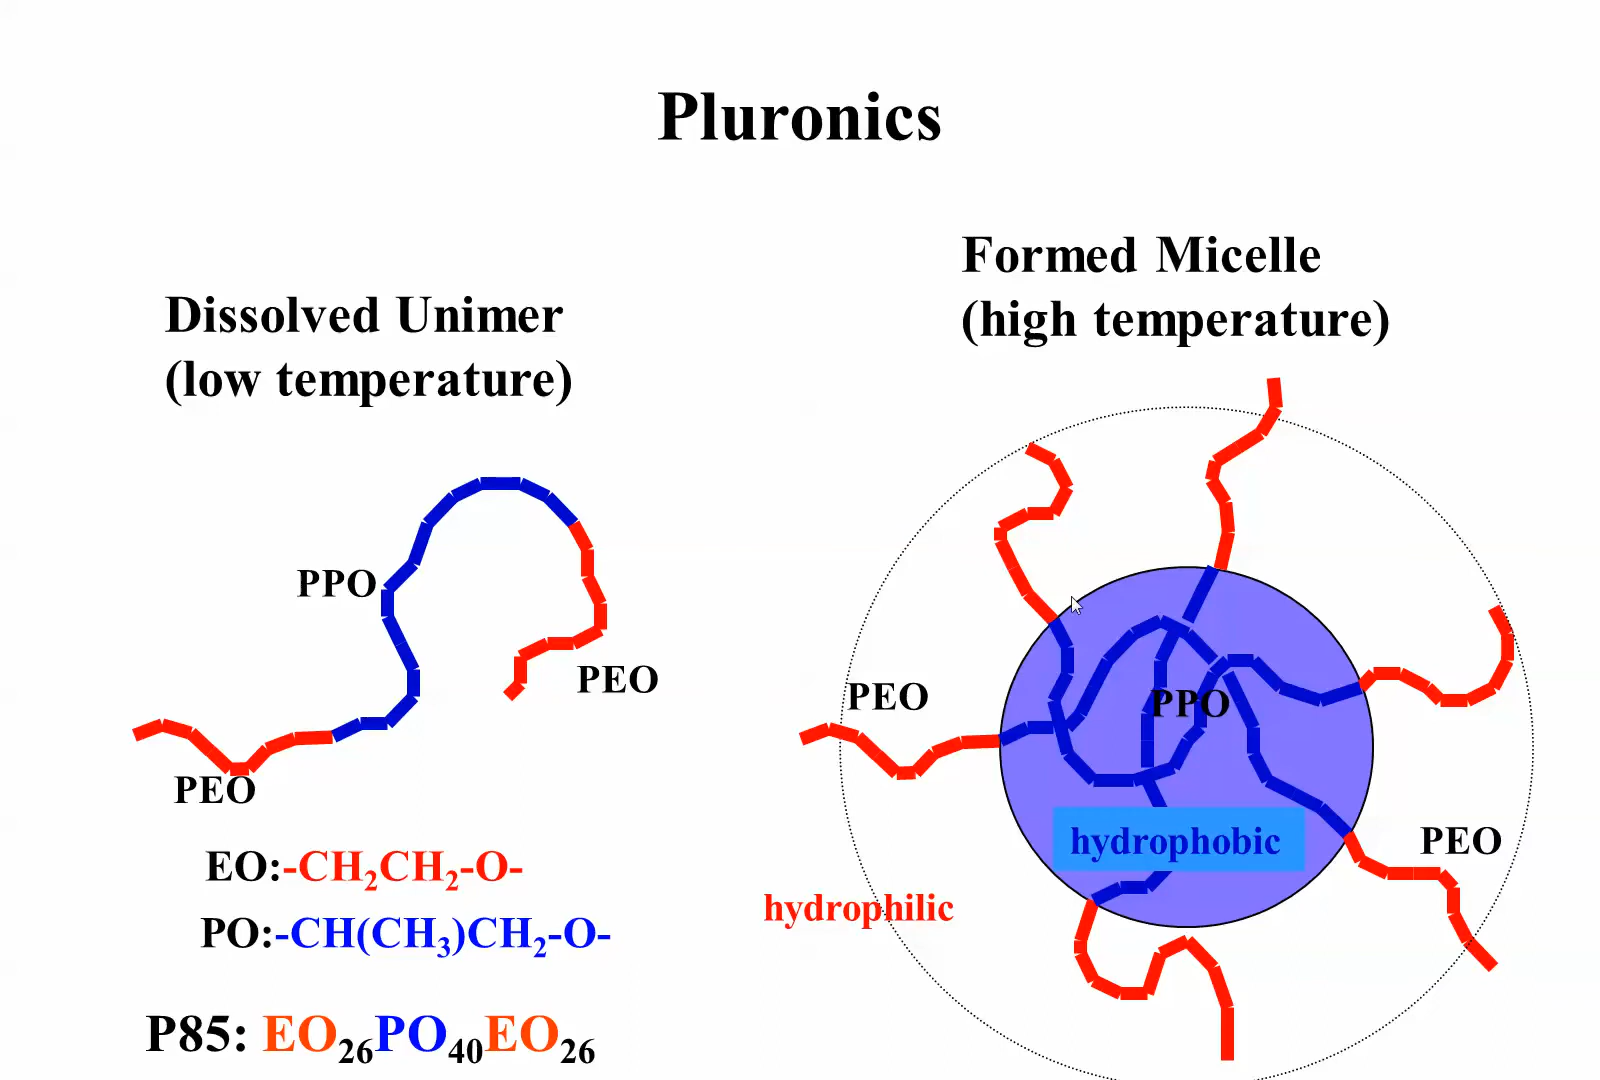 Pluronics
Dissolved Unimer
(low temperature)
PPO
PEO
PEO
EO:-CH₂CH₂-O-
PO:-CH(CH₃)CH₂-O-
P85: EO₂₆PO₄₀EO₂₆
Formed Micelle
(high temperature)
PEO
PPO
hydrophobic
PEO
hydrophilic